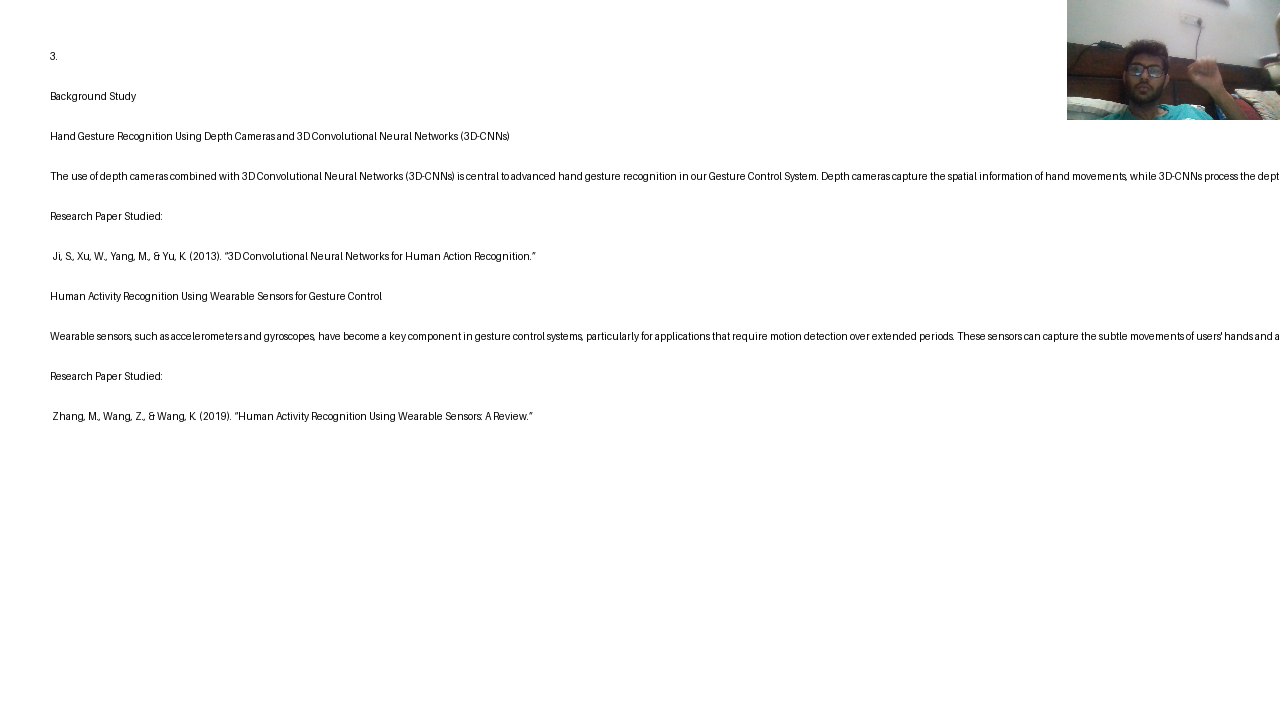 3.
Background Study
Hand Gesture Recognition Using Depth Cameras and 3D Convolutional Neural Networks (3D-CNNs)
The use of depth cameras combined with 3D Convolutional Neural Networks (3D-CNNs) is central to advanced hand gesture recognition in our Gesture Control System. Depth cameras capture the spatial information of hand movements, while 3D-CNNs process the dept
Research Paper Studied:
Ji, S., Xu, W., Yang, M., & Yu, K. (2013). "3D Convolutional Neural Networks for Human Action Recognition."
Human Activity Recognition Using Wearable Sensors for Gesture Control
Wearable sensors, such as accelerometers and gyroscopes, have become a key component in gesture control systems, particularly for applications that require motion detection over extended periods. These sensors can capture the subtle movements of users' hands and a
Research Paper Studied:
Zhang, M., Wang, Z., & Wang, K. (2019). "Human Activity Recognition Using Wearable Sensors: A Review."